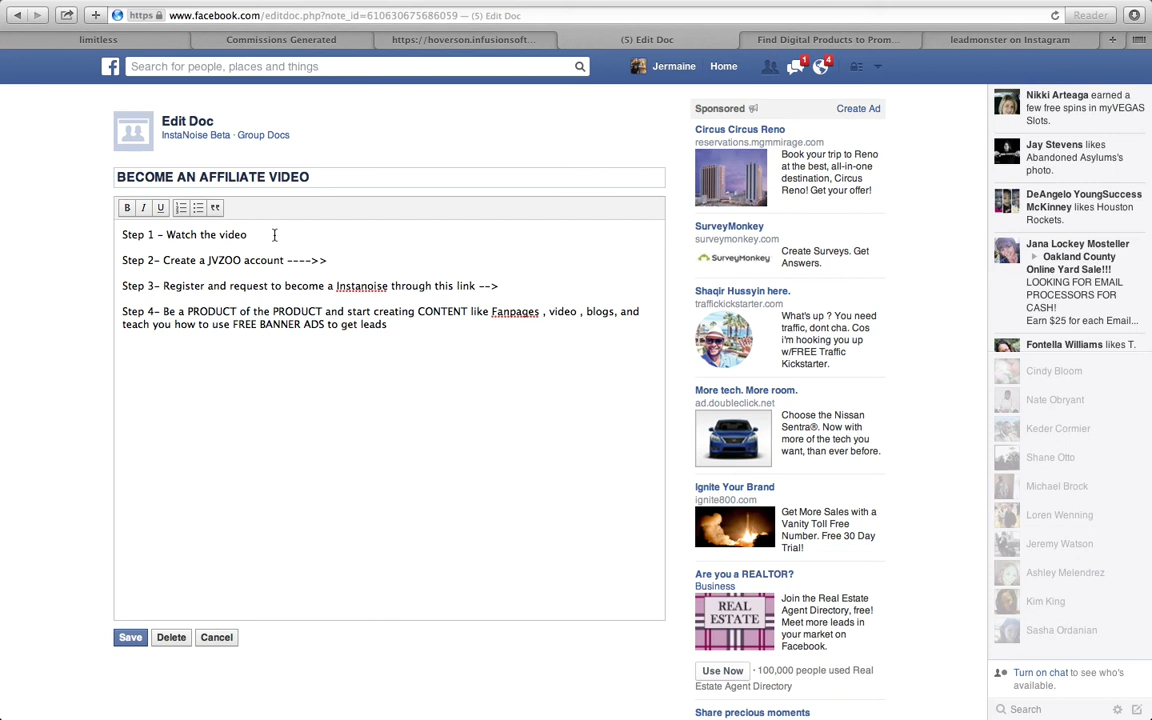 https www.facebook.com/editdoc.php?note_id=610630675686059 — (5) Edit Doc
Reader
limitless
Commissions Generated
https://hoverson.infusionsoft...
(5) Edit Doc
Find Digital Products to Prom...
leadmonster on Instagram
Search for people, places and things
Jermaine
Home
1
4
Edit Doc
InstaNoise Beta · Group Docs
BECOME AN AFFILIATE VIDEO
B I U
Step 1 - Watch the video
Step 2- Create a JVZOO account ---->>
Step 3- Register and request to become a Instanoise through this link -->
Step 4- Be a PRODUCT of the PRODUCT and start creating CONTENT like Fanpages , video , blogs, and
teach you how to use FREE BANNER ADS to get leads
Save
Delete
Cancel
Sponsored
Create Ad
Circus Circus Reno
reservations.mgmmirage.com
Book your trip to Reno
at the best, all-in-one
destination, Circus
Reno! Get your offer!
SurveyMonkey
surveymonkey.com
SurveyMonkey
Create Surveys. Get
Answers.
Shaqir Hussyin here.
traffickickstarter.com
What's up ? You need
traffic, dont cha. Cos
i'm hooking you up
w/FREE Traffic
Kickstarter.
More tech. More room.
ad.doubleclick.net
Choose the Nissan
Sentra®. Now with
more of the tech you
want, than ever before.
Ignite Your Brand
ignite800.com
Get More Sales with a
Vanity Toll Free
Number. Free 30 Day
Trial!
Are you a REALTOR?
Business
REAL
ESTATE
Join the Real Estate
Agent Directory, free!
Meet more leads in
your market on
Facebook.
Use Now · 100,000 people used Real
Estate Agent Directory
Share precious moments
Nikki Arteaga earned a
few free spins in myVEGAS
Slots.
Jay Stevens likes
Abandoned Asylums's
photo.
DeAngelo YoungSuccess
McKinney likes Houston
Rockets.
Jana Lockey Mosteller
Oakland County
Online Yard Sale!!!
LOOKING FOR EMAIL
PROCESSORS FOR
CASH!
Earn $25 for each Email...
Fontella Williams likes T.
Cindy Bloom
Nate Obryant
Keder Cormier
Shane Otto
Michael Brock
Loren Wenning
Jeremy Watson
Ashley Melendrez
Kim King
Sasha Ordanian
Turn on chat to see who's
available.
Search